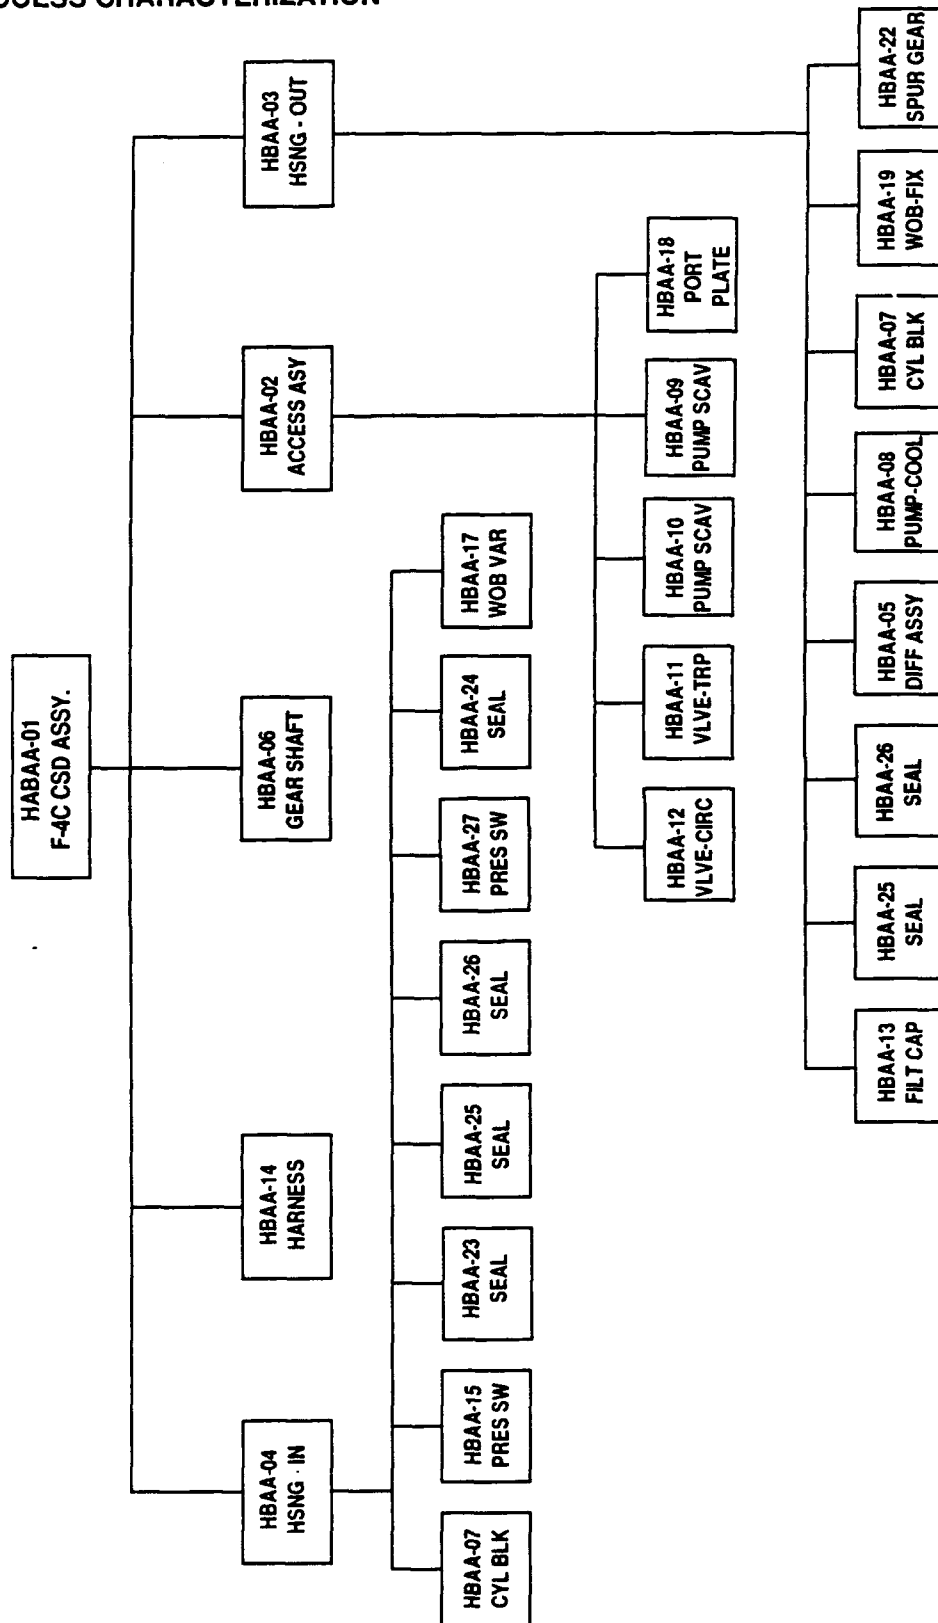 HABAA-01
F-4C CSD ASSY.
HBAA-04
HSNG - IN
HBAA-14
HARNESS
HBAA-06
GEAR SHAFT
HBAA-02
ACCESS ASY
HBAA-03
HSNG - OUT
HBAA-07
CYL BLK
HBAA-15
PRES SW
HBAA-23
SEAL
HBAA-25
SEAL
HBAA-26
SEAL
HBAA-27
PRES SW
HBAA-24
SEAL
HBAA-17
WOB VAR
HBAA-12
VLVE-CIRC
HBAA-11
VLVE-TRP
HBAA-10
PUMP SCAV
HBAA-09
PUMP SCAV
HBAA-18
PORT
PLATE
HBAA-13
FILT CAP
HBAA-25
SEAL
HBAA-26
SEAL
HBAA-05
DIFF ASSY
HBAA-08
PUMP-COOL
HBAA-07
CYL BLK
HBAA-19
WOB-FIX
HBAA-22
SPUR GEAR